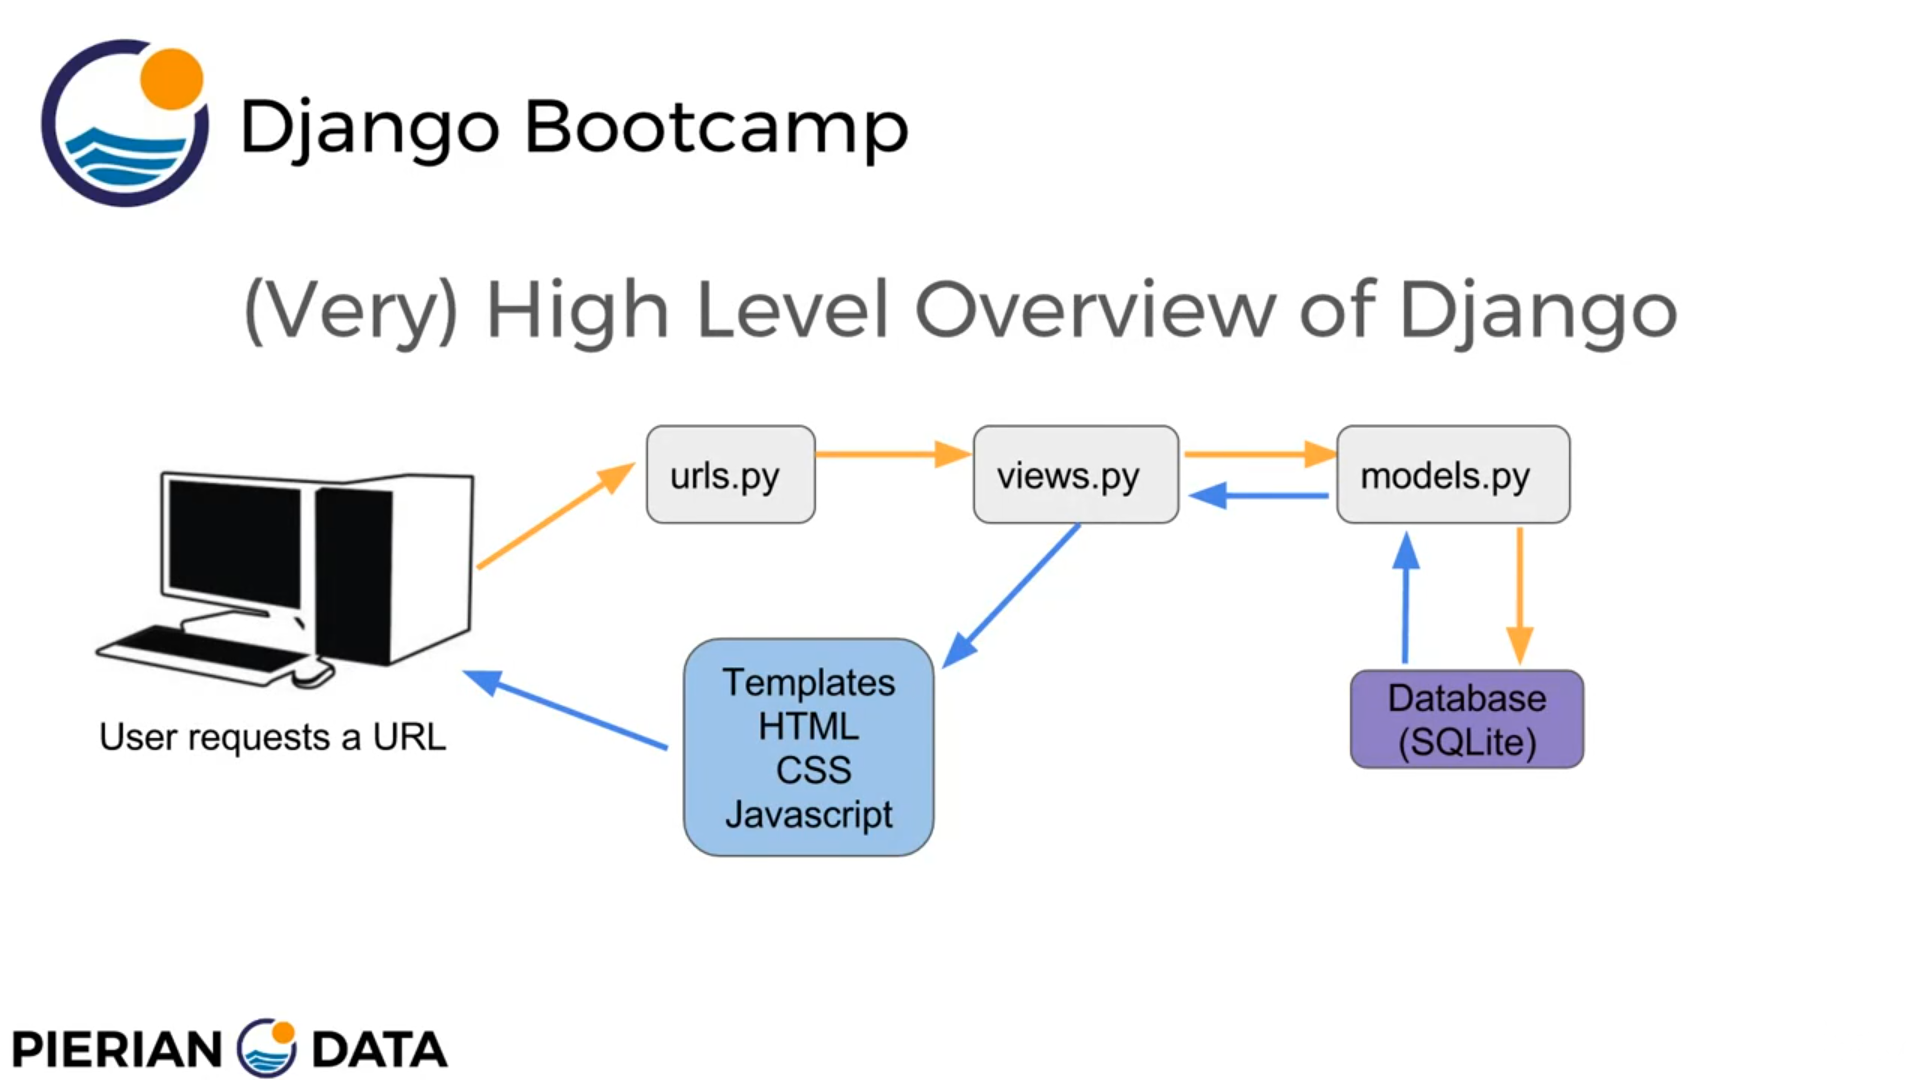 Django Bootcamp
(Very) High Level Overview of Django
urls.py
views.py
models.py
User requests a URL
Templates
HTML
CSS
Javascript
Database
(SQLite)
PIERIAN DATA